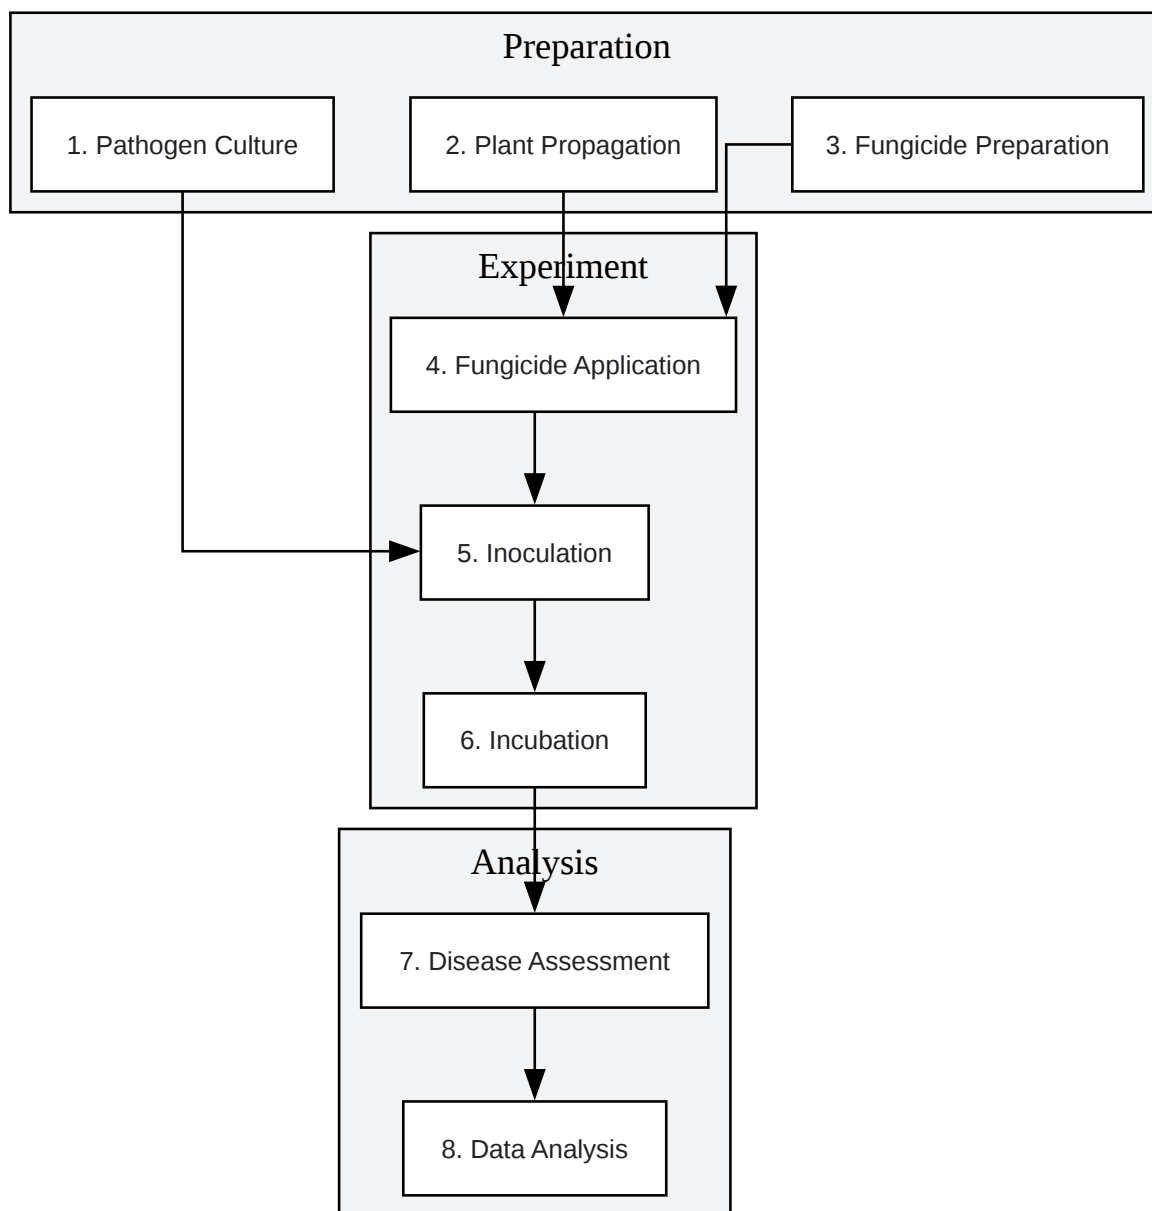 Preparation
1. Pathogen Culture
2. Plant Propagation
3. Fungicide Preparation
Experiment
4. Fungicide Application
5. Inoculation
6. Incubation
Analysis
7. Disease Assessment
8. Data Analysis